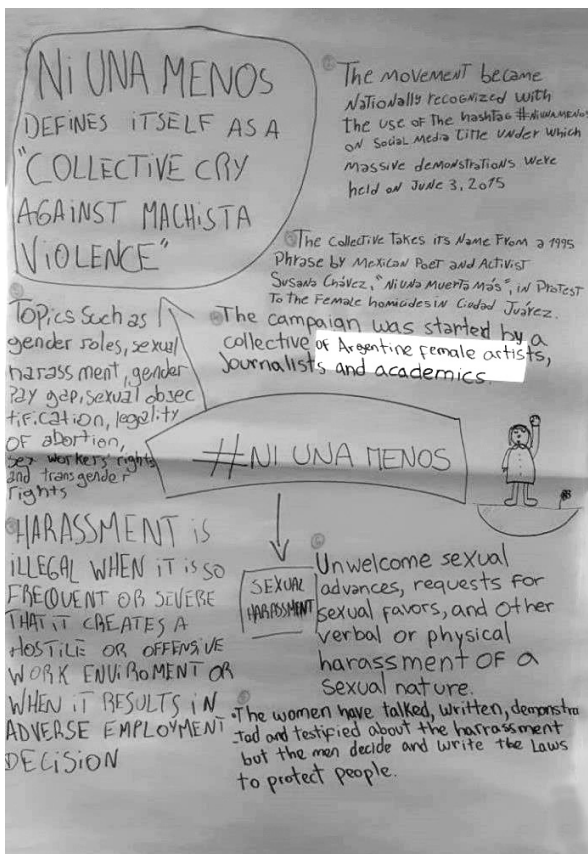 NI UNA MENOS
DEFINES ITSELF AS A
"COLLECTIVE CRY
AGAINST MACHISTA
VIOLENCE"
The MOVEMENT became
NatioNally recognized with
the use of the hashtag #NIUNAMENOS
ON Social Media Title UNder which
massive demonstrations were
held oN JUNe 3, 2015
The collective Takes its Name From a 1995
Phrase by Mexican Poet and Activist
Susana Chávez, "Ni UNa Muerta Más", in Protest
To the Female homicides in Ciudad Juárez.
The campaign was started by a
collective of Argentine female artists,
Journalists and academics.
Topics Such as
gender roles, sexual
harassment, gender
Pay gap, sexual objec
tification, legality
OF abortion,
sex workers' rights
and transgender
rights
#NI UNA MENOS
HARASSMENT is
ILLEGAL WHEN iT is so
FREQUENT OR SEVERE
THAT iT CREATES A
HOSTILE OR OFFENSIVE
WORK ENVIROMENT OR
WHEN iT RESULTS iN
ADVERSE EMPLOYMENT
DECISION
SEXUAL
HARASSMENT
Unwelcome sexual
advances, requests for
sexual favors, and other
verbal or physical
harassment OF a
sexual nature.
•The women have talked, written, demonstra
_tad and testified about the harrassment
but the men decide and write the Laws
to protect people.